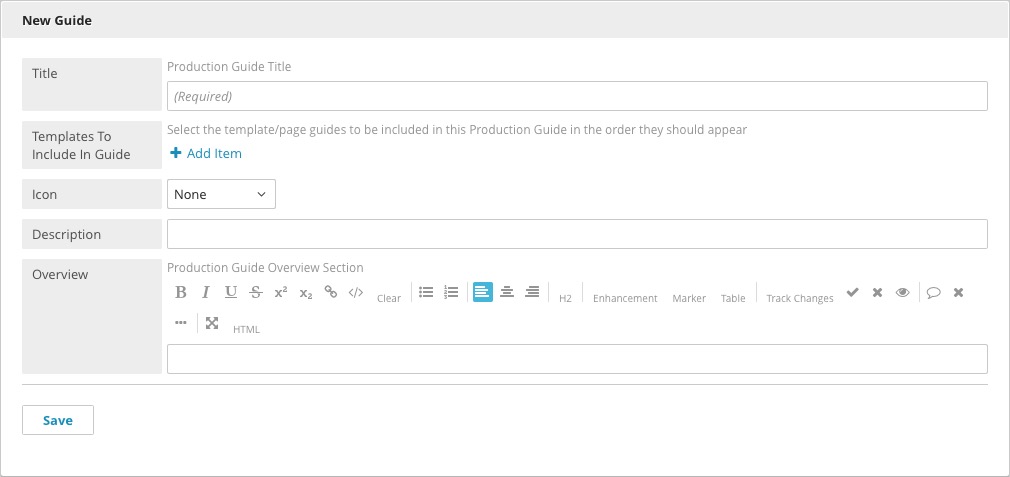 New Guide
Title
Production Guide Title
(Required)
Templates To
Include In Guide
Select the template/page guides to be included in this Production Guide in the order they should appear
Add Item
Icon
None
Description
Overview
Production Guide Overview Section
B I U S x² x₂ </> Clear H2 Enhancement Marker Table Track Changes
HTML
Save